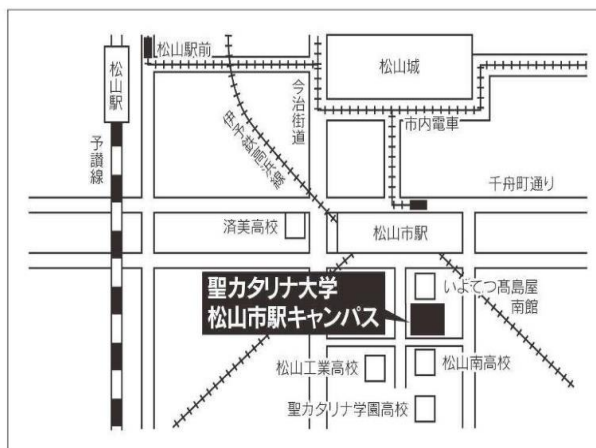 松山駅前
松山駅
松山城
今治街道
市内電車
予讃線
伊予鉄高浜線
千舟町通り
済美高校
松山市駅
聖カタリナ大学
松山市駅キャンパス
いよてつ髙島屋
南館
松山工業高校
松山南高校
聖カタリナ学園高校